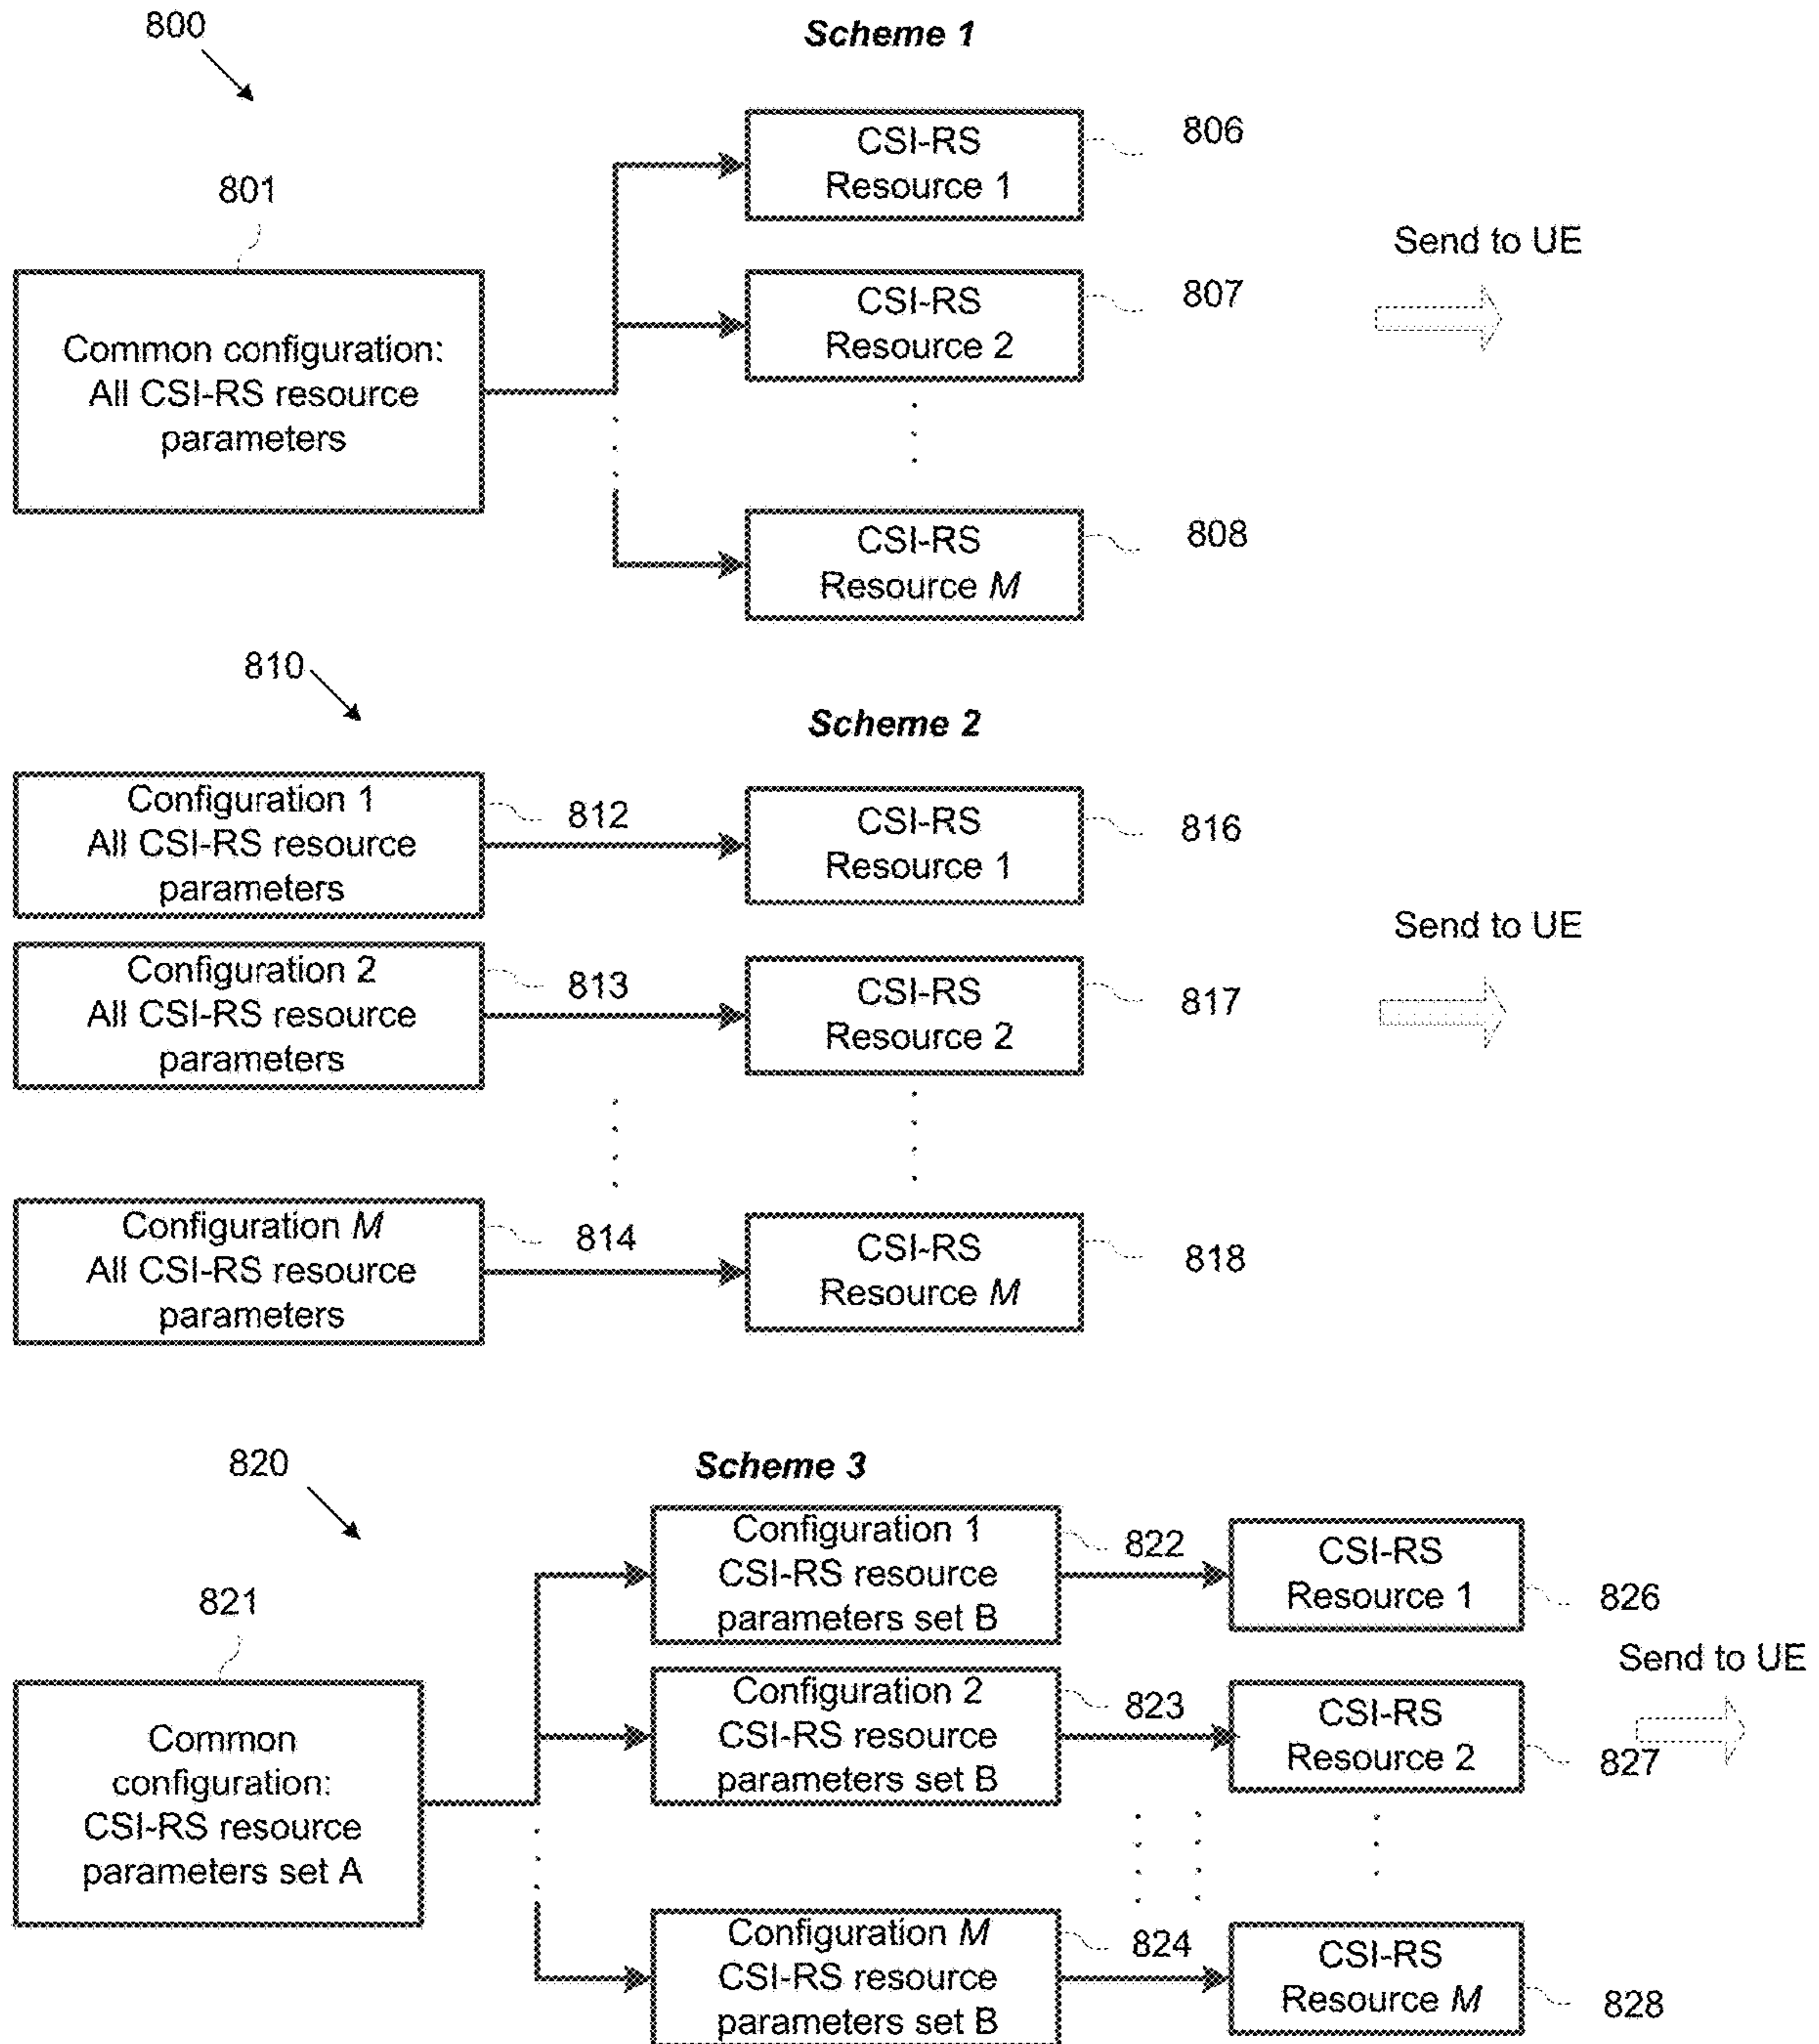 800
Scheme 1
801
Common configuration:
All CSI-RS resource
parameters
CSI-RS
Resource 1
806
CSI-RS
Resource 2
807
CSI-RS
Resource M
808
Send to UE
810
Scheme 2
Configuration 1
All CSI-RS resource
parameters
812
CSI-RS
Resource 1
816
Configuration 2
All CSI-RS resource
parameters
813
CSI-RS
Resource 2
817
Send to UE
Configuration M
All CSI-RS resource
parameters
814
CSI-RS
Resource M
818
820
Scheme 3
821
Common
configuration:
CSI-RS resource
parameters set A
Configuration 1
CSI-RS resource
parameters set B
822
CSI-RS
Resource 1
826
Configuration 2
CSI-RS resource
parameters set B
823
CSI-RS
Resource 2
827
Send to UE
Configuration M
CSI-RS resource
parameters set B
824
CSI-RS
Resource M
828